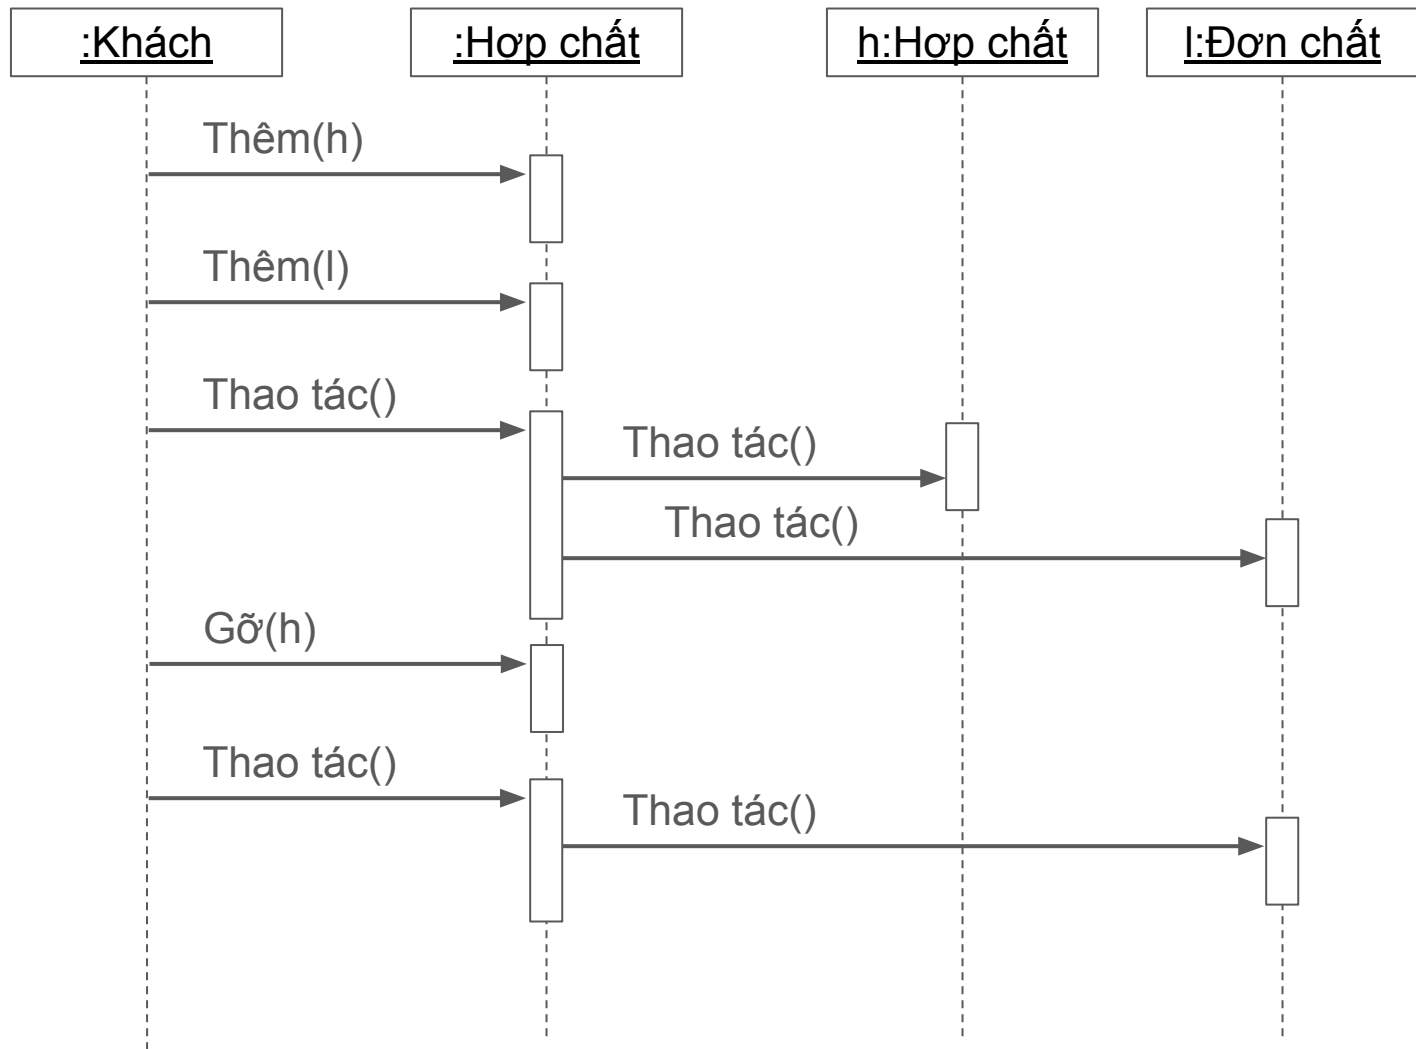 :Khách
:Hợp chất
h:Hợp chất
l:Đơn chất
Thêm(h)
Thêm(l)
Thao tác()
Thao tác()
Thao tác()
Gỡ(h)
Thao tác()
Thao tác()